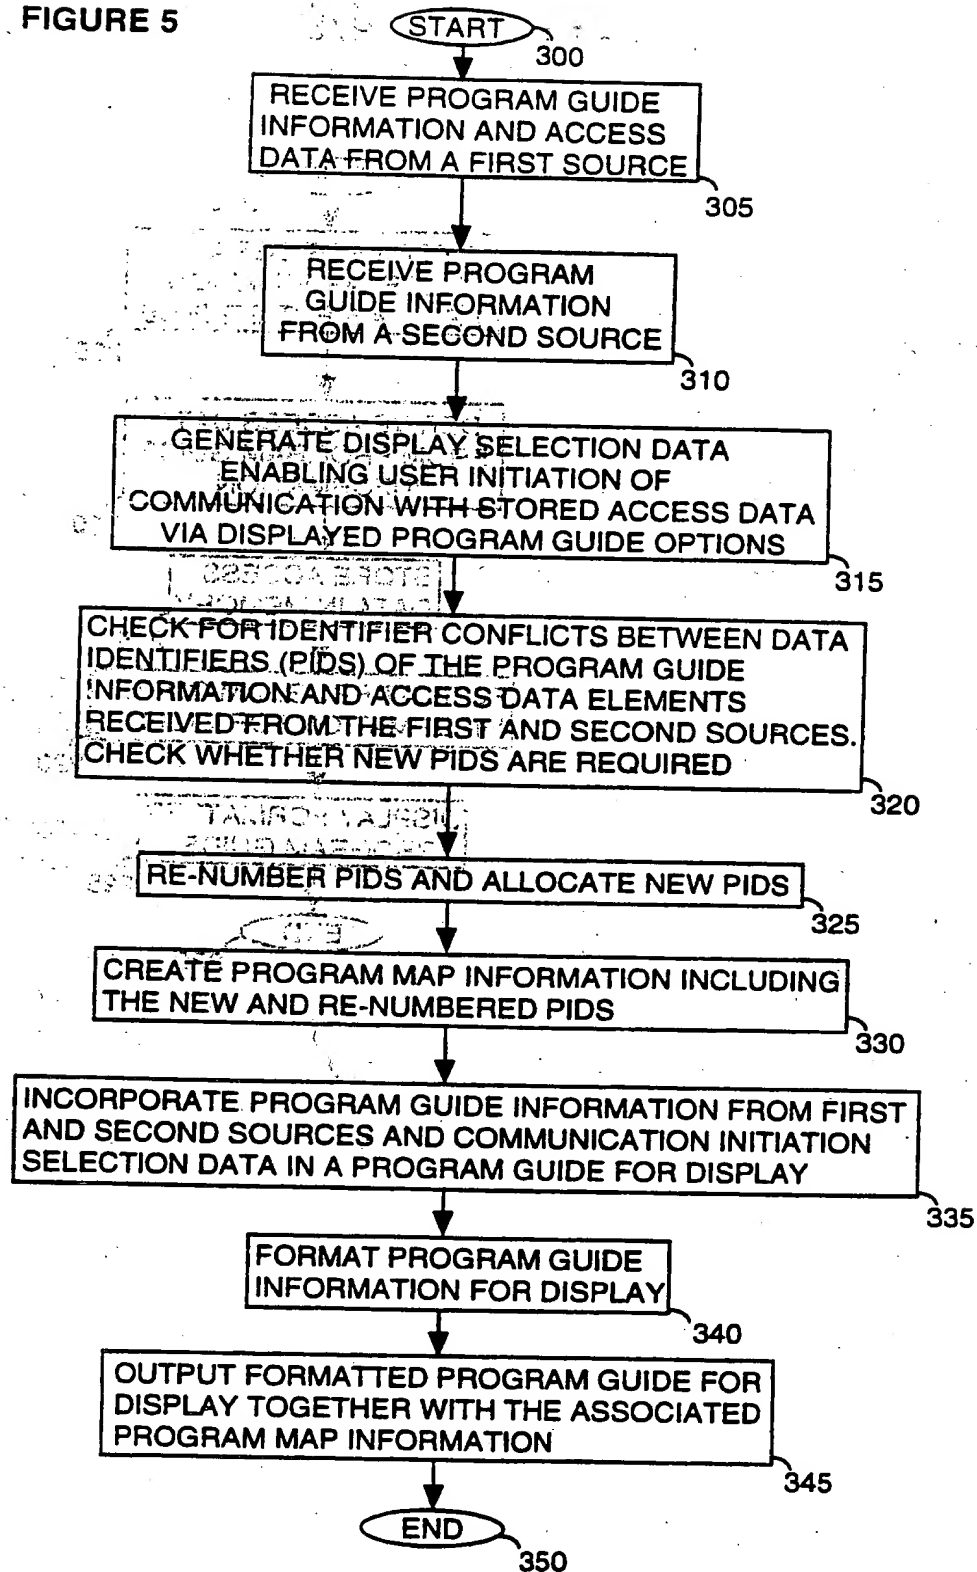 FIGURE 5
START
300
RECEIVE PROGRAM GUIDE
INFORMATION AND ACCESS
DATA FROM A FIRST SOURCE
305
RECEIVE PROGRAM
GUIDE INFORMATION
FROM A SECOND SOURCE
310
GENERATE DISPLAY SELECTION DATA
ENABLING USER INITIATION OF
COMMUNICATION WITH STORED ACCESS DATA
VIA DISPLAYED PROGRAM GUIDE OPTIONS
315
CHECK FOR IDENTIFIER CONFLICTS BETWEEN DATA
IDENTIFIERS (PIDS) OF THE PROGRAM GUIDE
INFORMATION AND ACCESS DATA ELEMENTS
RECEIVED FROM THE FIRST AND SECOND SOURCES.
CHECK WHETHER NEW PIDS ARE REQUIRED
320
RE-NUMBER PIDS AND ALLOCATE NEW PIDS
325
CREATE PROGRAM MAP INFORMATION INCLUDING
THE NEW AND RE-NUMBERED PIDS
330
INCORPORATE PROGRAM GUIDE INFORMATION FROM FIRST
AND SECOND SOURCES AND COMMUNICATION INITIATION
SELECTION DATA IN A PROGRAM GUIDE FOR DISPLAY
335
FORMAT PROGRAM GUIDE
INFORMATION FOR DISPLAY
340
OUTPUT FORMATTED PROGRAM GUIDE FOR
DISPLAY TOGETHER WITH THE ASSOCIATED
PROGRAM MAP INFORMATION
345
END
350